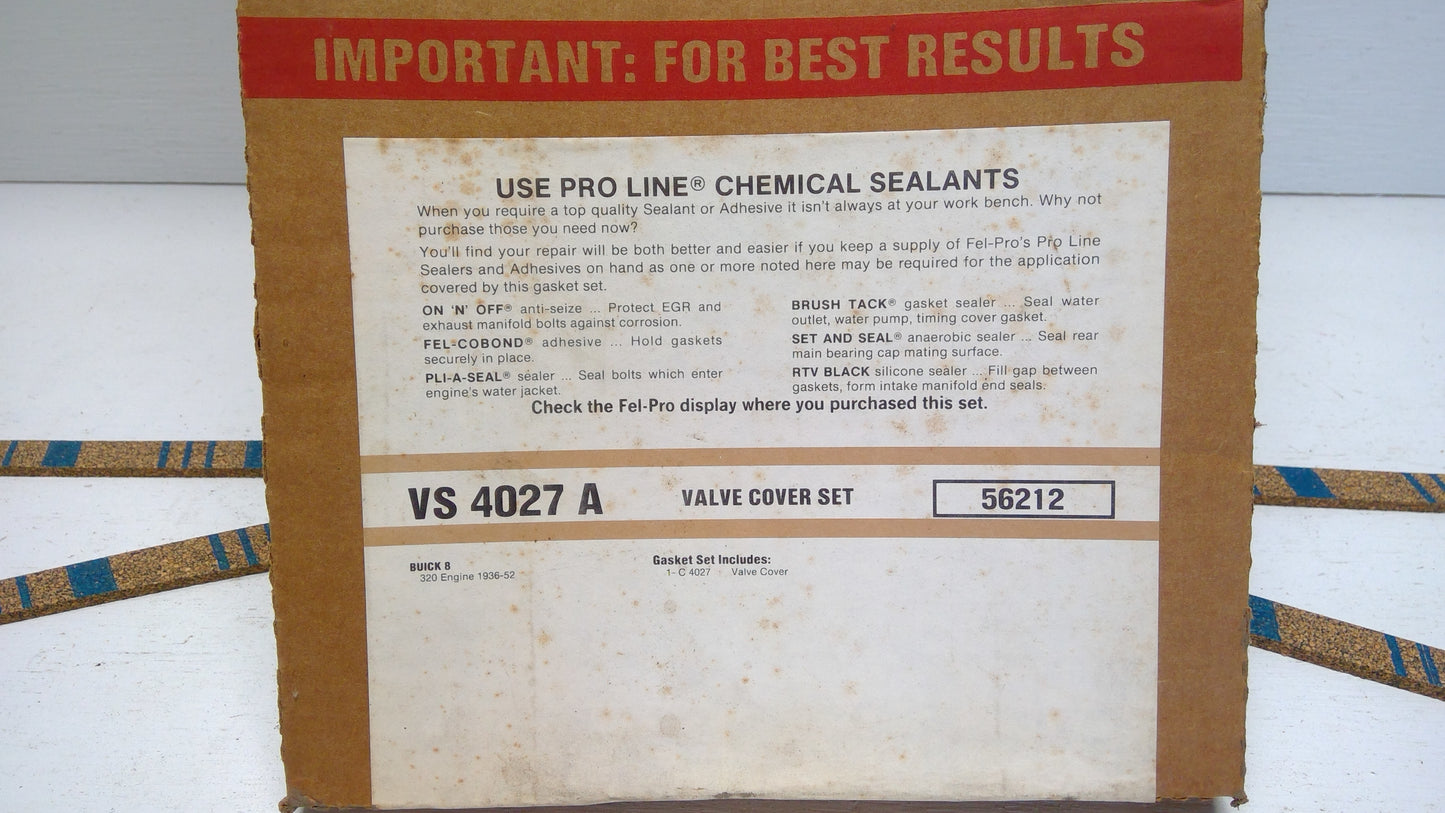 IMPORTANT: FOR BEST RESULTS
USE PRO LINE® CHEMICAL SEALANTS
When you require a top quality Sealant or Adhesive it isn't always at your work bench. Why not
purchase those you need now?
You'll find your repair will be both better and easier if you keep a supply of Fel-Pro's Pro Line
Sealers and Adhesives on hand as one or more noted here may be required for the application
covered by this gasket set.
ON 'N' OFF® anti-seize ... Protect EGR and
exhaust manifold bolts against corrosion.
FEL-COBOND® adhesive ... Hold gaskets
securely in place.
PLI-A-SEAL® sealer ... Seal bolts which enter
engine's water jacket.
BRUSH TACK® gasket sealer ... Seal water
outlet, water pump, timing cover gasket.
SET AND SEAL® anaerobic sealer ... Seal rear
main bearing cap mating surface.
RTV BLACK silicone sealer ... Fill gap between
gaskets, form intake manifold end seals.
Check the Fel-Pro display where you purchased this set.
VS 4027 A VALVE COVER SET 56212
BUICK 8
320 Engine 1936-52
Gasket Set Includes:
1- C 4027 Valve Cover